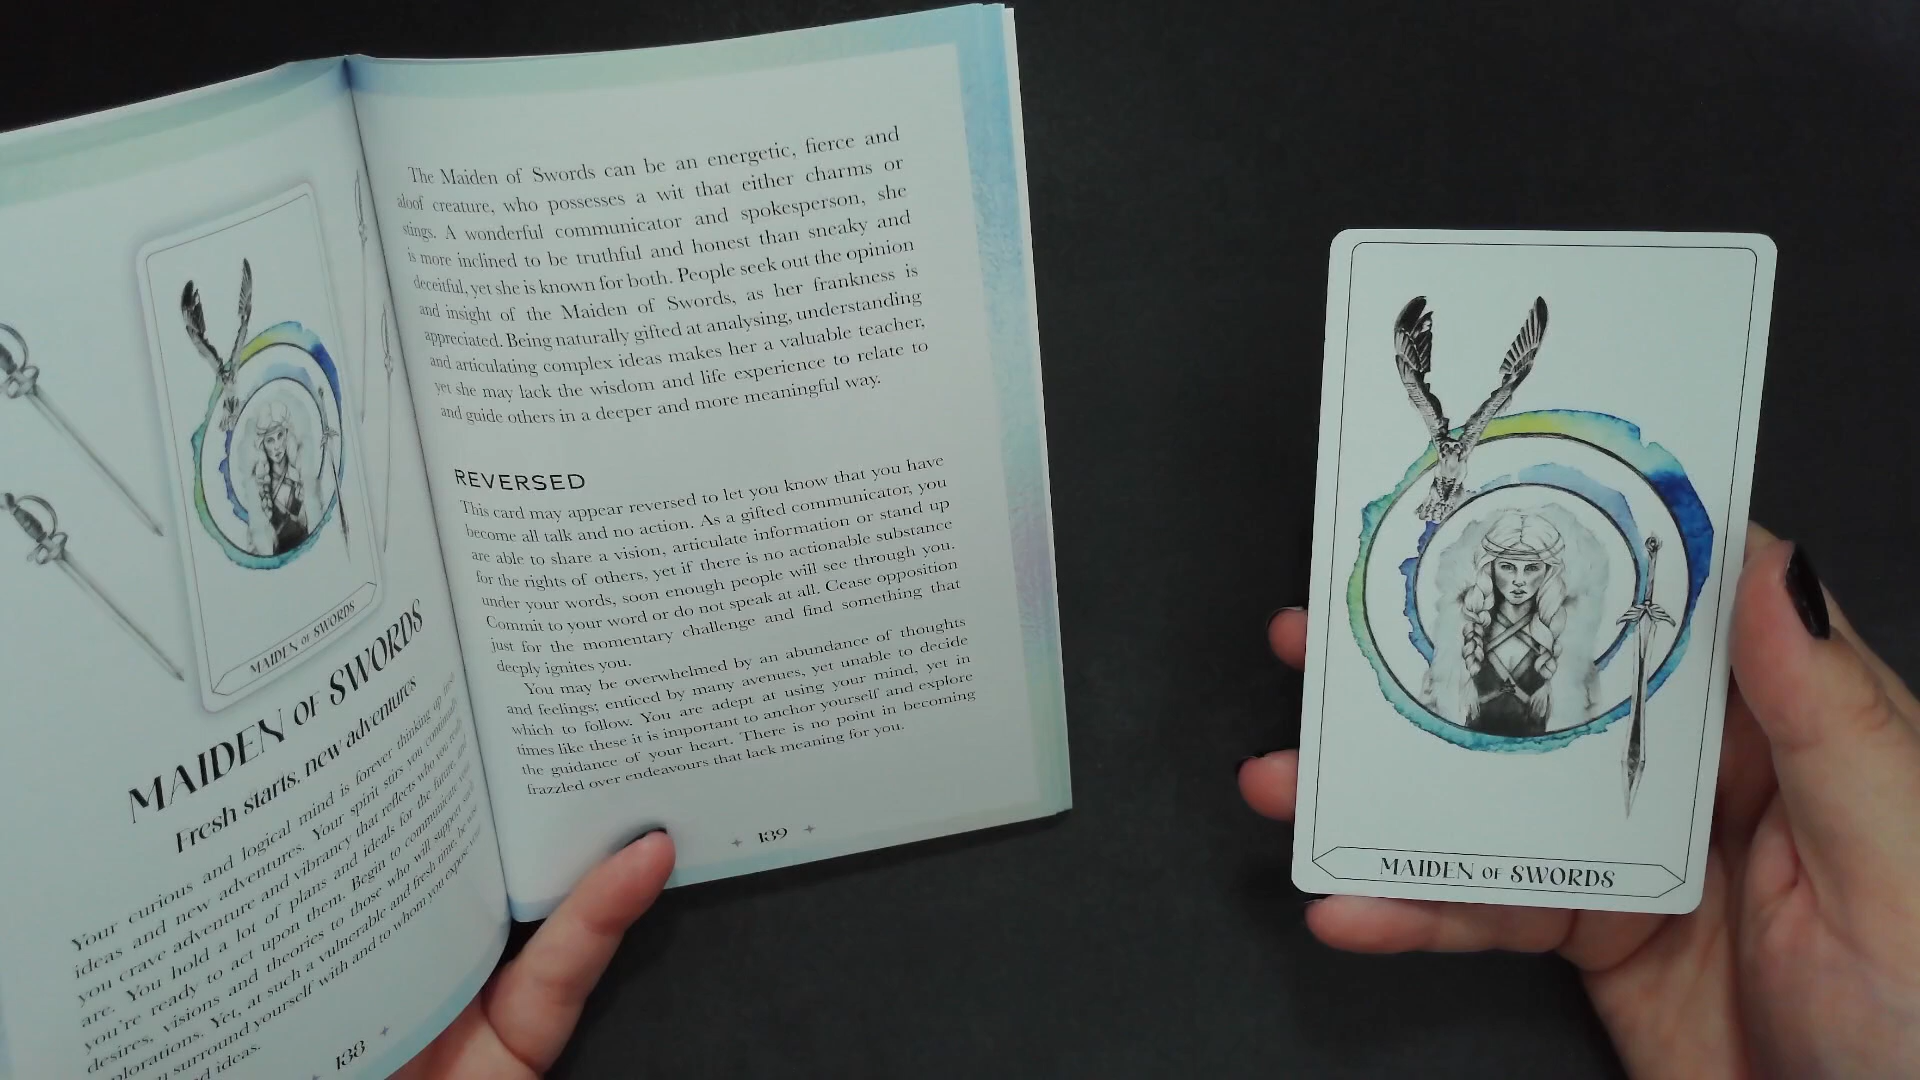 MAIDEN OF SWORDS
MAIDEN OF SWORDS
Fresh starts, new adventures
Your curious and logical mind is forever thinking up
ideas and new adventures. Your spirit stirs you continually,
you crave adventure and vibrancy that reflects who you really
are. You hold a lot of plans and ideals for the future, and
you're ready to act upon them. Begin to communicate your
desires, visions and theories to those who will support such
explorations. Yet, at such a vulnerable and fresh time, be
surround yourself with and to whom you expose
ideas.
138
The Maiden of Swords can be an energetic, fierce and
aloof creature, who possesses a wit that either charms or
stings. A wonderful communicator and spokesperson, she
is more inclined to be truthful and honest than sneaky and
deceitful, yet she is known for both. People seek out the opinion
and insight of the Maiden of Swords, as her frankness is
appreciated. Being naturally gifted at analysing, understanding
and articulating complex ideas makes her a valuable teacher,
yet she may lack the wisdom and life experience to relate to
and guide others in a deeper and more meaningful way.
REVERSED
This card may appear reversed to let you know that you have
become all talk and no action. As a gifted communicator, you
are able to share a vision, articulate information or stand up
for the rights of others, yet if there is no actionable substance
under your words, soon enough people will see through you.
Commit to your word or do not speak at all. Cease opposition
just for the momentary challenge and find something that
deeply ignites you.
You may be overwhelmed by an abundance of thoughts
and feelings; enticed by many avenues, yet unable to decide
which to follow. You are adept at using your mind, yet in
times like these it is important to anchor yourself and explore
the guidance of your heart. There is no point in becoming
frazzled over endeavours that lack meaning for you.
139
MAIDEN OF SWORDS